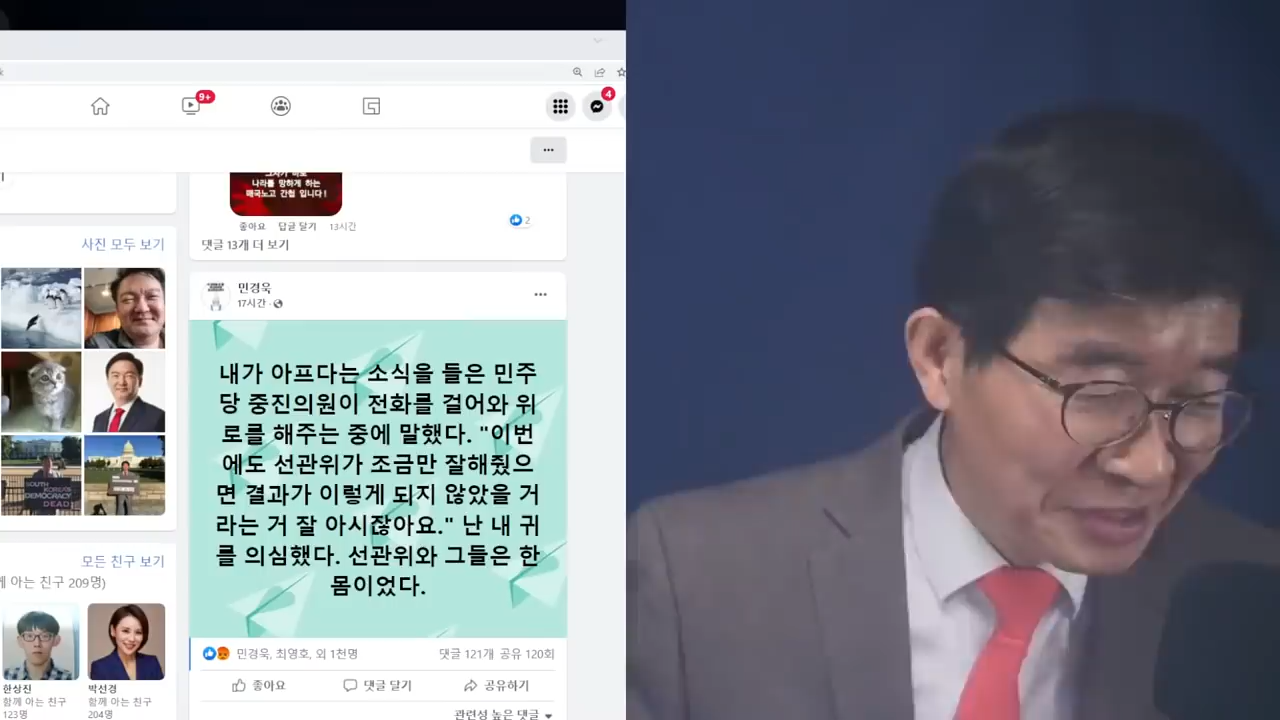 9+
4
그자가 바로
나라를 망하게 하는
매국노고 간첩 입니다!
좋아요 답글 달기 13시간
2
댓글 13개 더 보기
사진 모두 보기
민경욱
17시간
내가 아프다는 소식을 들은 민주
당 중진의원이 전화를 걸어와 위
로를 해주는 중에 말했다. "이번
에도 선관위가 조금만 잘해줬으
면 결과가 이렇게 되지 않았을 거
라는 거 잘 아시잖아요." 난 내 귀
를 의심했다. 선관위와 그들은 한
몸이었다.
SOUTH KOREA'S
DEMOCRACY
DEAD
모든 친구 보기
께 아는 친구 209명)
민경욱, 최영호, 외 1천명
댓글 121개 공유 120회
좋아요 댓글 달기 공유하기
관련성 높은 댓글
한상진
함께 아는 친구
123명
박선경
함께 아는 친구
204명